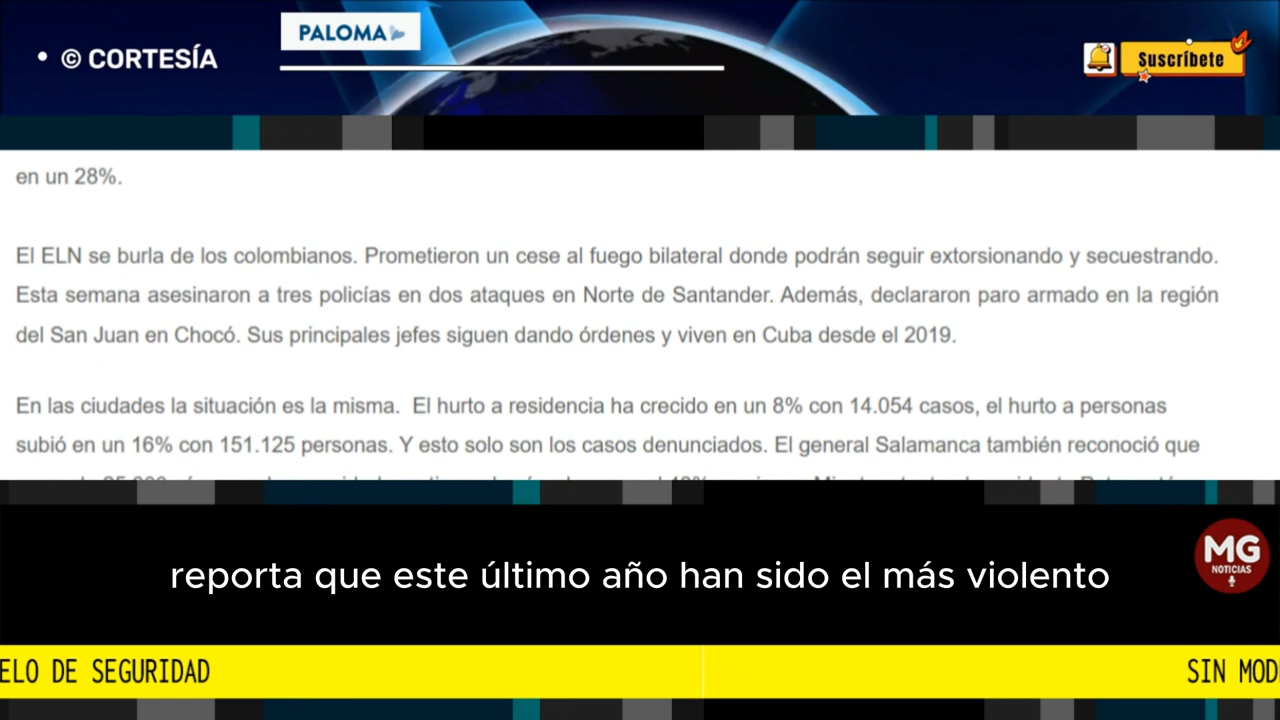 • © CORTESÍA
PALOMA
Suscríbete
en un 28%.
El ELN se burla de los colombianos. Prometieron un cese al fuego bilateral donde podrán seguir extorsionando y secuestrando.
Esta semana asesinaron a tres policías en dos ataques en Norte de Santander. Además, declararon paro armado en la región
del San Juan en Chocó. Sus principales jefes siguen dando órdenes y viven en Cuba desde el 2019.
En las ciudades la situación es la misma.  El hurto a residencia ha crecido en un 8% con 14.054 casos, el hurto a personas
subió en un 16% con 151.125 personas. Y esto solo son los casos denunciados. El general Salamanca también reconoció que
MG
NOTICIAS
reporta que este último año han sido el más violento
ELO DE SEGURIDAD
SIN MOD